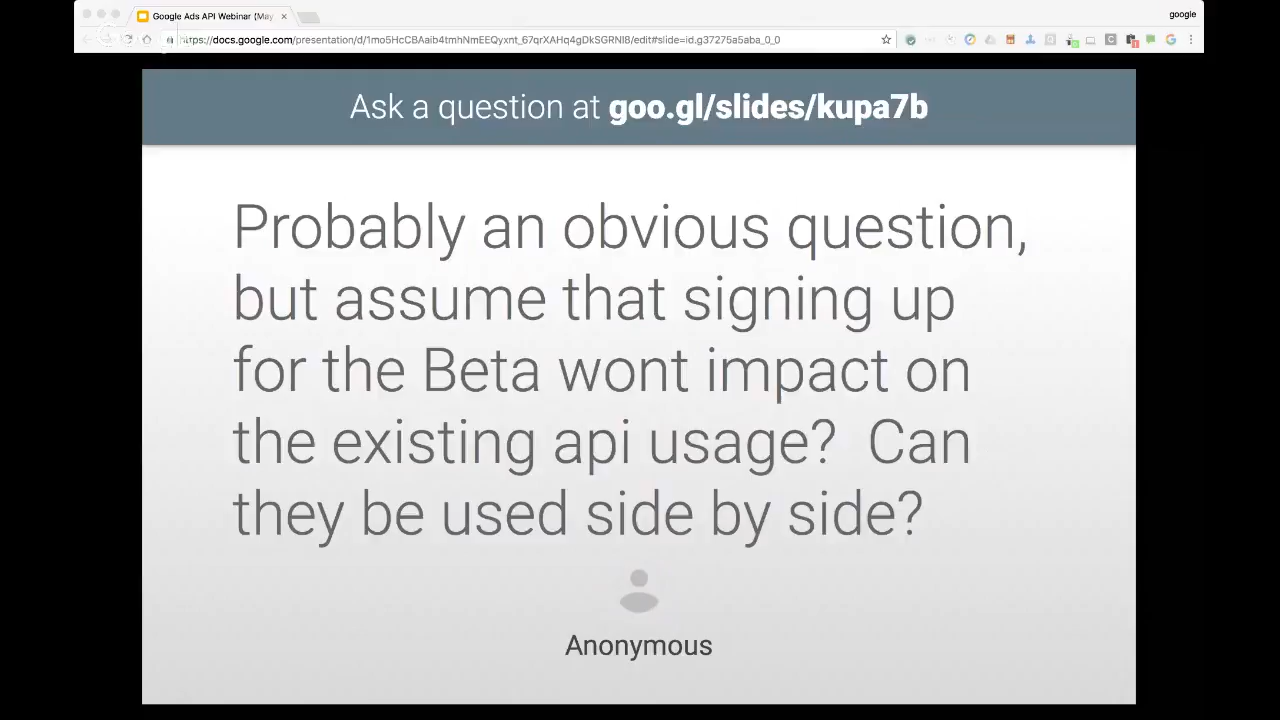 Google Ads API Webinar (May
google
https://docs.google.com/presentation/d/1mo5HcCBAaib4tmhNmEEQyxnt_67qrXAHq4gDkSGRNI8/edit#slide=id.g37275a5aba_0_0
Ask a question at goo.gl/slides/kupa7b
Probably an obvious question,
but assume that signing up
for the Beta wont impact on
the existing api usage?  Can
they be used side by side?
Anonymous